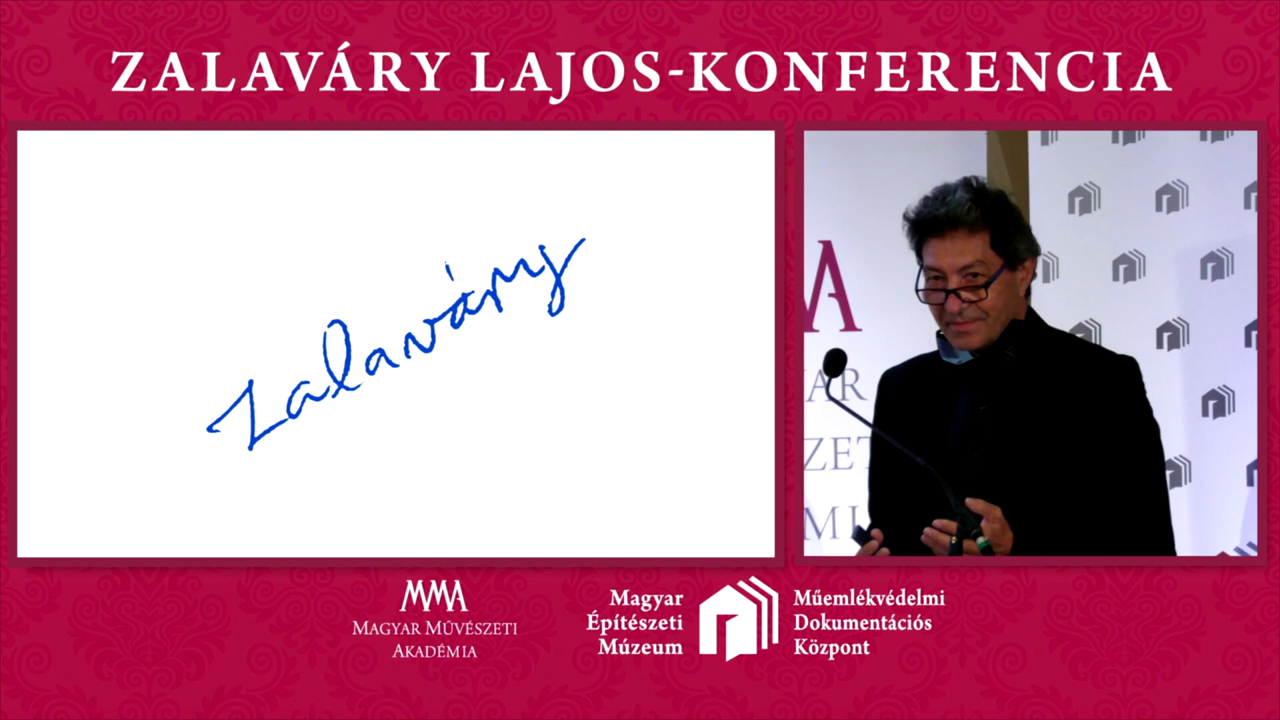 ZALAVÁRY LAJOS-KONFERENCIA
Zalaváry
MMA
MAGYAR MŰVÉSZETI
AKADÉMIA
Magyar
Építészeti
Múzeum
Műemlékvédelmi
Dokumentációs
Központ